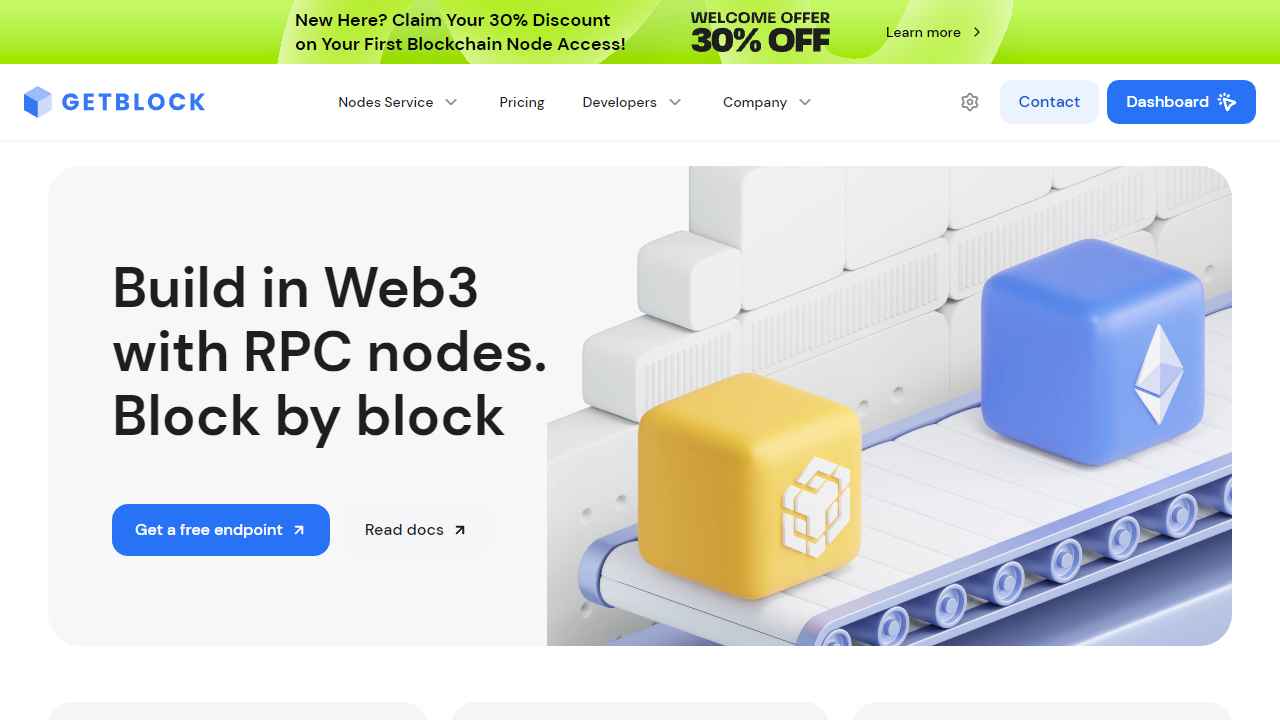 New Here? Claim Your 30% Discount
on Your First Blockchain Node Access!
WELCOME OFFER
30% OFF
Learn more
GETBLOCK
Nodes Service
Pricing
Developers
Company
Contact
Dashboard
Build in Web3
with RPC nodes.
Block by block
Get a free endpoint
Read docs